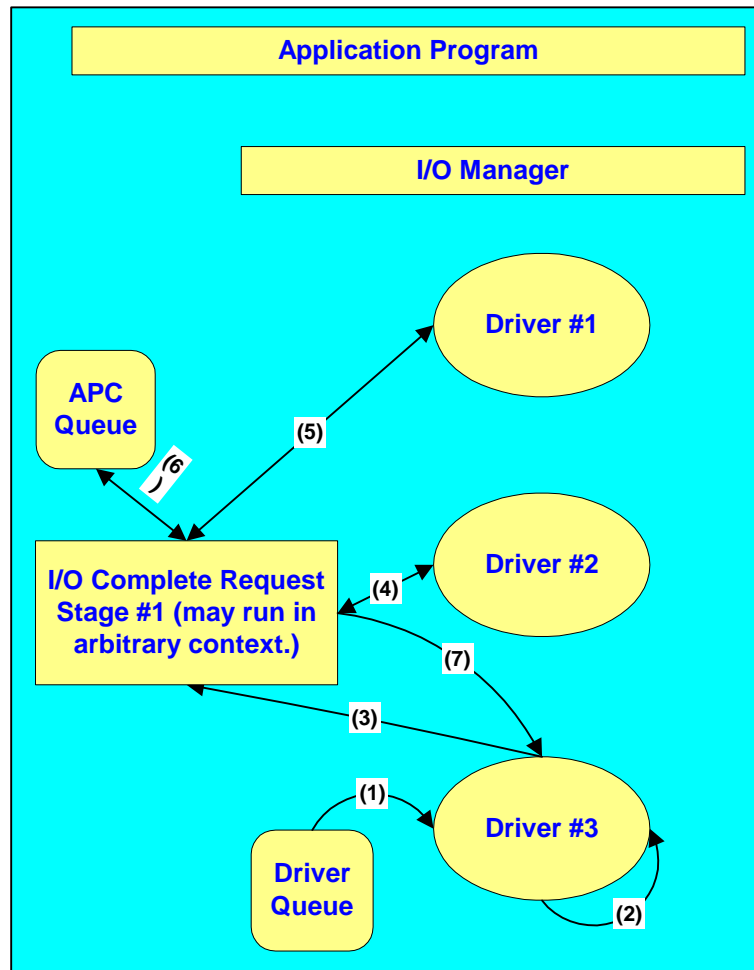 Application Program
I/O Manager
Driver #1
APC
Queue
(5)
(6)
I/O Complete Request
Stage #1 (may run in
arbitrary context.)
Driver #2
(4)
(7)
(3)
(1)
Driver #3
Driver
Queue
(2)